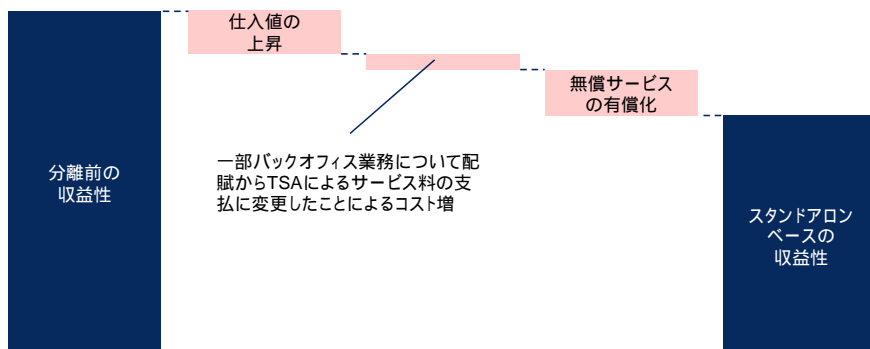 分離前の
収益性
仕入値の
上昇
一部バックオフィス業務について配
賦からTSAによるサービス料の支
払に変更したことによるコスト増
無償サービス
の有償化
スタンドアロン
ベースの
収益性